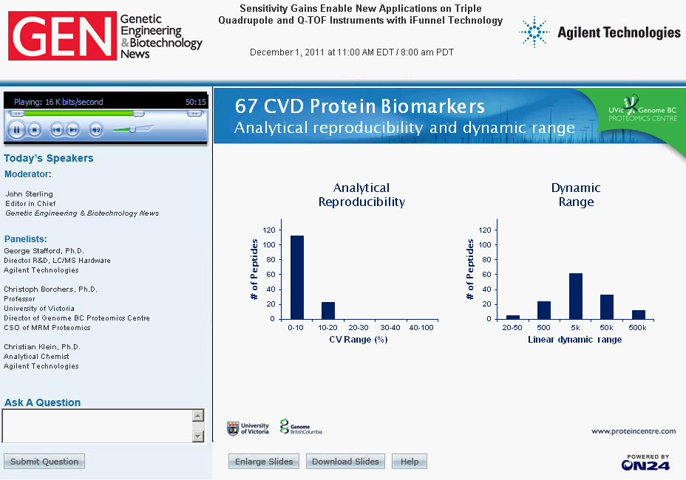 GEN Genetic
Engineering
& Biotechnology
News
Sensitivity Gains Enable New Applications on Triple
Quadrupole and Q-TOF Instruments with iFunnel Technology
December 1, 2011 at 11:00 AM EDT / 8:00 am PDT
Agilent Technologies
Playing: 16 K bits/second 50:15
Today's Speakers
Moderator:
John Sterling
Editor in Chief
Genetic Engineering & Biotechnology News
Panelists:
George Stafford, Ph.D.
Director R&D, LC/MS Hardware
Agilent Technologies
Christoph Borchers, Ph.D.
Professor
University of Victoria
Director of Genome BC Proteomics Centre
CSO of MRM Proteomics
Christian Klein, Ph.D.
Analytical Chemist
Agilent Technologies
Ask A Question
Submit Question
67 CVD Protein Biomarkers
Analytical reproducibility and dynamic range
UVic Genome BC
PROTEOMICS CENTRE
Analytical
Reproducibility
# of Peptides
120
100
80
60
40
20
0
0-10 10-20 20-30 30-40 40-100
CV Range (%)
Dynamic
Range
# of Peptides
120
100
80
60
40
20
0
20-50 500 5k 50k 500k
Linear dynamic range
University
of Victoria
Genome
BritishColumbia
www.proteincentre.com
Enlarge Slides Download Slides Help
POWERED BY
ON24